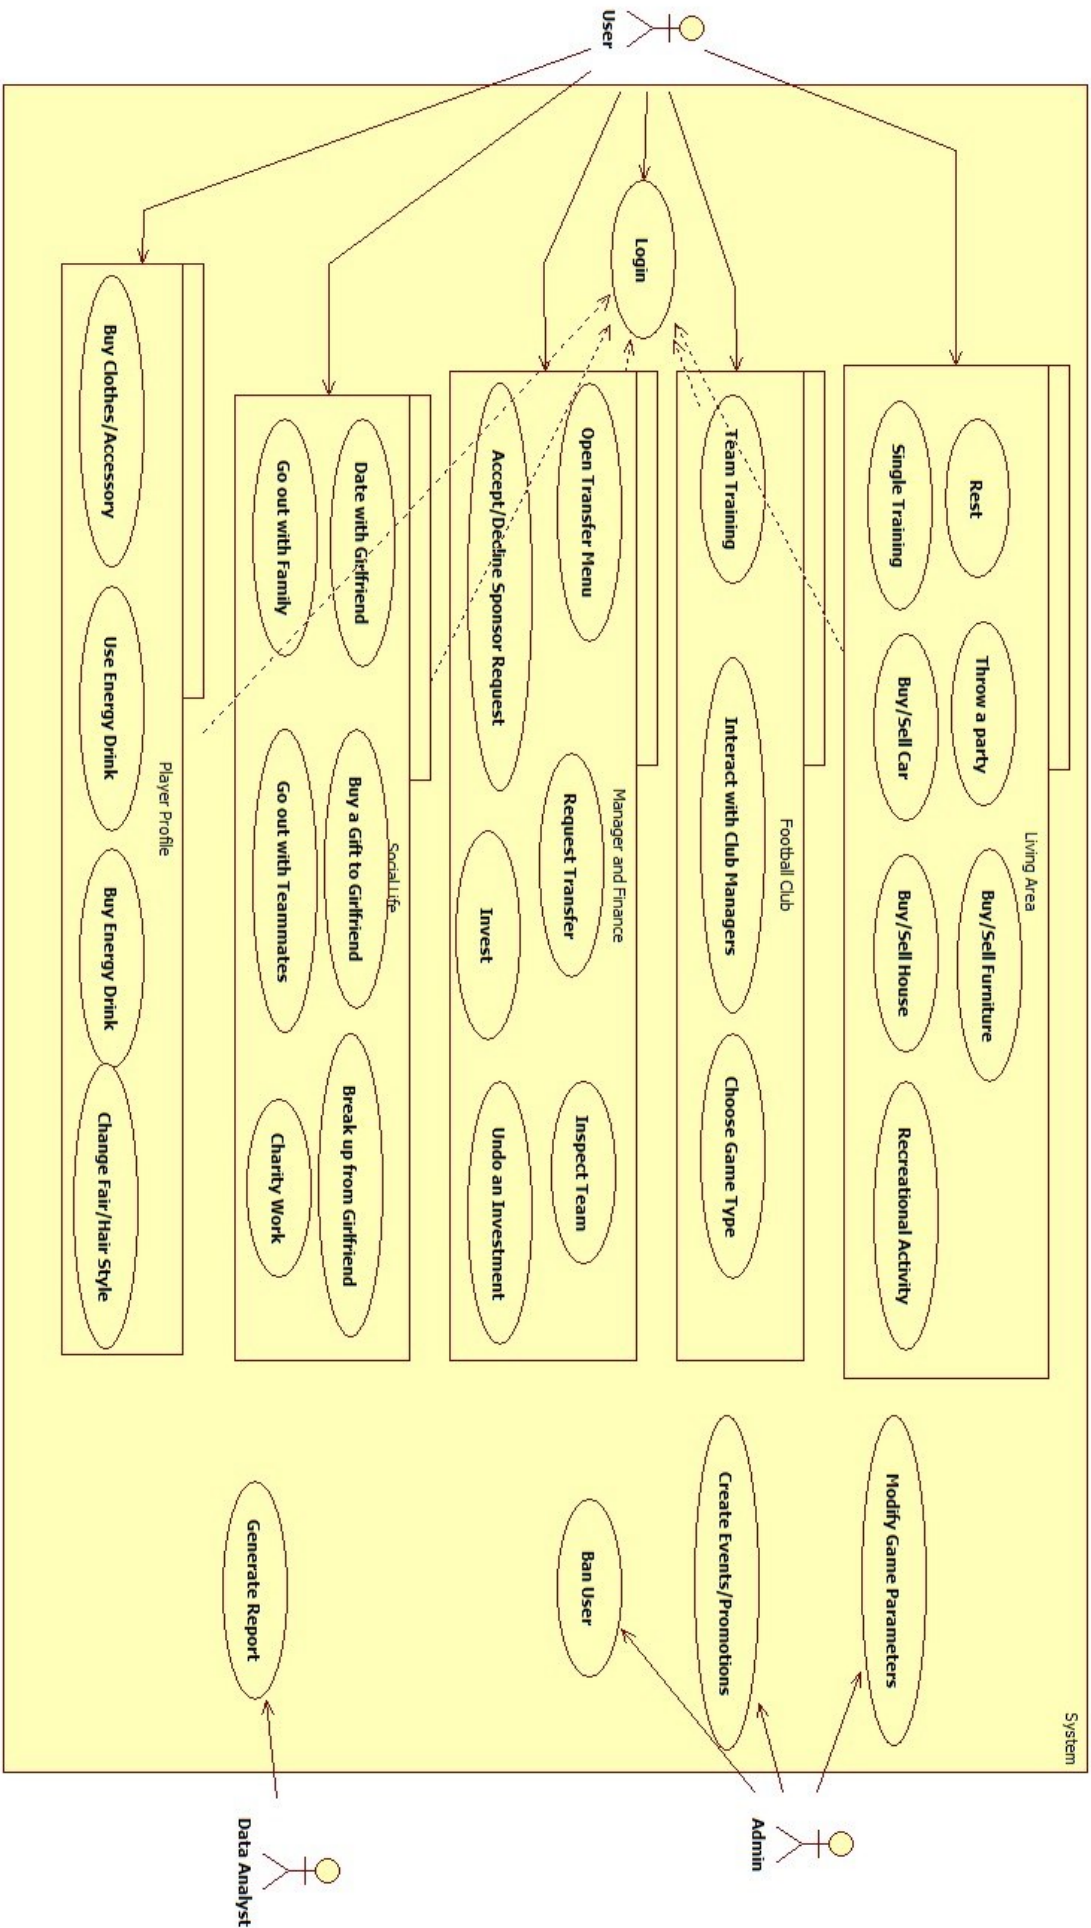 System
User
Login
Living Area
Rest
Throw a party
Buy/Sell Furniture
Single Training
Buy/Sell Car
Buy/Sell House
Recreational Activity
Football Club
Team Training
Interact with Club Managers
Choose Game Type
Manager and Finance
Open Transfer Menu
Request Transfer
Inspect Team
Accept/Decline Sponsor Request
Invest
Undo an Investment
Social Life
Date with Girlfriend
Buy a Gift to Girlfriend
Break up from Girlfriend
Go out with Family
Go out with Teammates
Charity Work
Player Profile
Buy Clothes/Accessory
Use Energy Drink
Buy Energy Drink
Change Fair/Hair Style
Modify Game Parameters
Create Events/Promotions
Ban User
Generate Report
Admin
Data Analyst